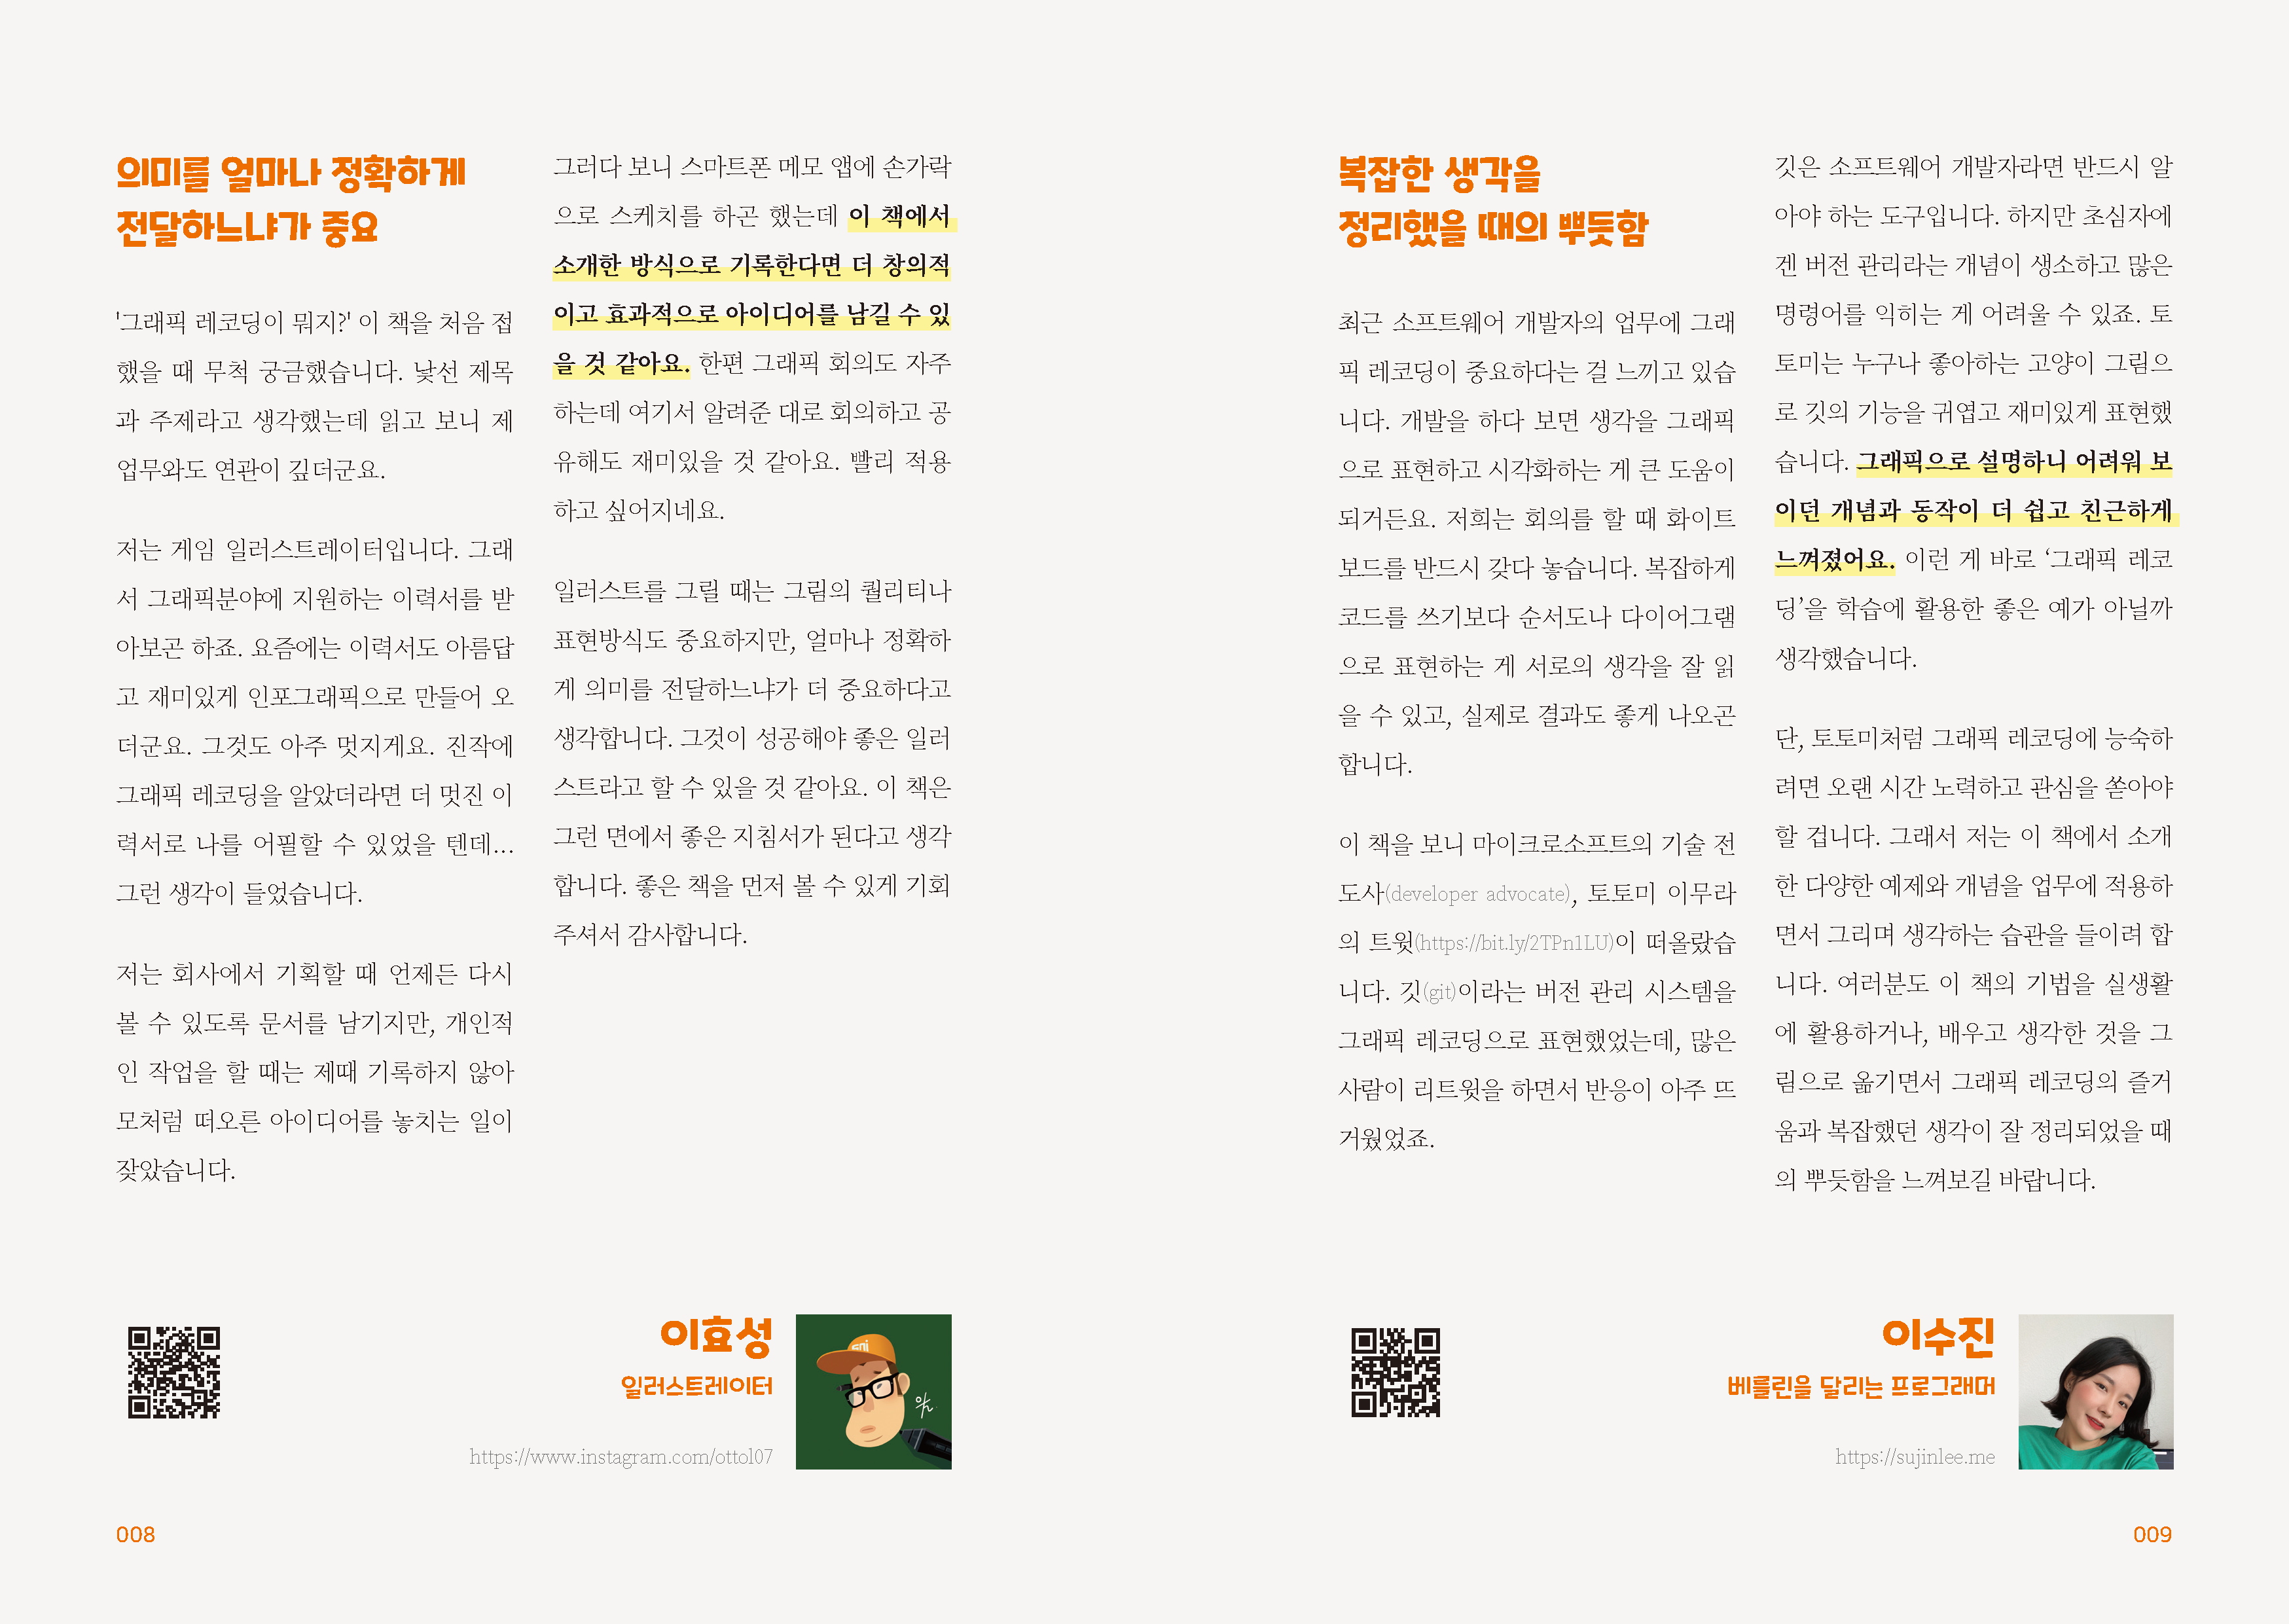 의미를 얼마나 정확하게
전달하느냐가 중요
'그래픽 레코딩이 뭐지?' 이 책을 처음 접
했을 때 무척 궁금했습니다. 낯선 제목
과 주제라고 생각했는데 읽고 보니 제
업무와도 연관이 깊더군요.
저는 게임 일러스트레이터입니다. 그래
서 그래픽분야에 지원하는 이력서를 받
아보곤 하죠. 요즘에는 이력서도 아름답
고 재미있게 인포그래픽으로 만들어 오
더군요. 그것도 아주 멋지게요. 진작에
그래픽 레코딩을 알았더라면 더 멋진 이
력서로 나를 어필할 수 있었을 텐데...
그런 생각이 들었습니다.
저는 회사에서 기획할 때 언제든 다시
볼 수 있도록 문서를 남기지만, 개인적
인 작업을 할 때는 제때 기록하지 않아
모처럼 떠오른 아이디어를 놓치는 일이
잦았습니다.
그러다 보니 스마트폰 메모 앱에 손가락
으로 스케치를 하곤 했는데 이 책에서
소개한 방식으로 기록한다면 더 창의적
이고 효과적으로 아이디어를 남길 수 있
을 것 같아요. 한편 그래픽 회의도 자주
하는데 여기서 알려준 대로 회의하고 공
유해도 재미있을 것 같아요. 빨리 적용
하고 싶어지네요.
일러스트를 그릴 때는 그림의 퀄리티나
표현방식도 중요하지만, 얼마나 정확하
게 의미를 전달하느냐가 더 중요하다고
생각합니다. 그것이 성공해야 좋은 일러
스트라고 할 수 있을 것 같아요. 이 책은
그런 면에서 좋은 지침서가 된다고 생각
합니다. 좋은 책을 먼저 볼 수 있게 기회
주셔서 감사합니다.
이효성
일러스트레이터
https://www.instagram.com/ottol07
008
복잡한 생각을
정리했을 때의 뿌듯함
최근 소프트웨어 개발자의 업무에 그래
픽 레코딩이 중요하다는 걸 느끼고 있습
니다. 개발을 하다 보면 생각을 그래픽
으로 표현하고 시각화하는 게 큰 도움이
되거든요. 저희는 회의를 할 때 화이트
보드를 반드시 갖다 놓습니다. 복잡하게
코드를 쓰기보다 순서도나 다이어그램
으로 표현하는 게 서로의 생각을 잘 읽
을 수 있고, 실제로 결과도 좋게 나오곤
합니다.
이 책을 보니 마이크로소프트의 기술 전
도사(developer advocate), 토토미 이무라
의 트윗(https://bit.ly/2TPn1LU)이 떠올랐습
니다. 깃(git)이라는 버전 관리 시스템을
그래픽 레코딩으로 표현했었는데, 많은
사람이 리트윗을 하면서 반응이 아주 뜨
거웠었죠.
깃은 소프트웨어 개발자라면 반드시 알
아야 하는 도구입니다. 하지만 초심자에
겐 버전 관리라는 개념이 생소하고 많은
명령어를 익히는 게 어려울 수 있죠. 토
토미는 누구나 좋아하는 고양이 그림으
로 깃의 기능을 귀엽고 재미있게 표현했
습니다. 그래픽으로 설명하니 어려워 보
이던 개념과 동작이 더 쉽고 친근하게
느껴졌어요. 이런 게 바로 ‘그래픽 레코
딩’을 학습에 활용한 좋은 예가 아닐까
생각했습니다.
단, 토토미처럼 그래픽 레코딩에 능숙하
려면 오랜 시간 노력하고 관심을 쏟아야
할 겁니다. 그래서 저는 이 책에서 소개
한 다양한 예제와 개념을 업무에 적용하
면서 그리며 생각하는 습관을 들이려 합
니다. 여러분도 이 책의 기법을 실생활
에 활용하거나, 배우고 생각한 것을 그
림으로 옮기면서 그래픽 레코딩의 즐거
움과 복잡했던 생각이 잘 정리되었을 때
의 뿌듯함을 느껴보길 바랍니다.
이수진
베를린을 달리는 프로그래머
https://sujinlee.me
009